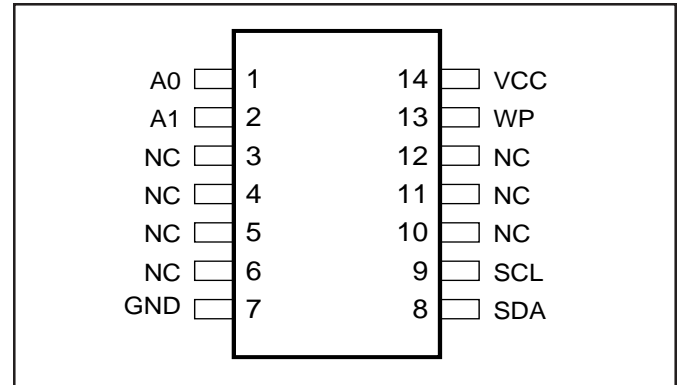 A0 1 14 VCC
A1 2 13 WP
NC 3 12 NC
NC 4 11 NC
NC 5 10 NC
NC 6 9 SCL
GND 7 8 SDA